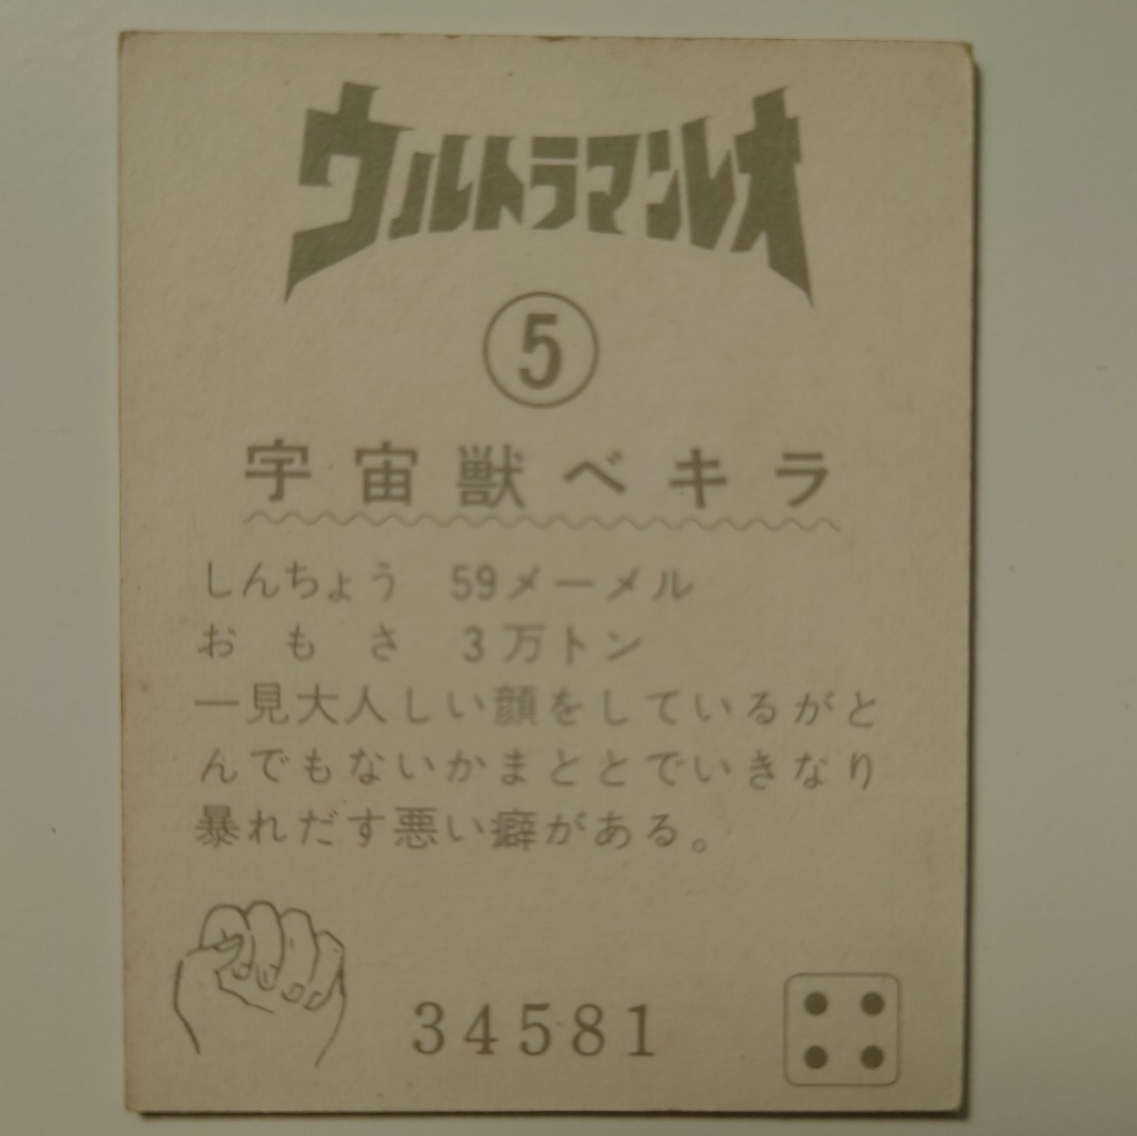 ウルトラマンレオ
5
宇宙獣ベキラ
しんちょう 59メーメル
おもさ 3万トン
一見大人しい顔をしているがと
んでもないかまととでいきなり
暴れだす悪い癖がある。
34581